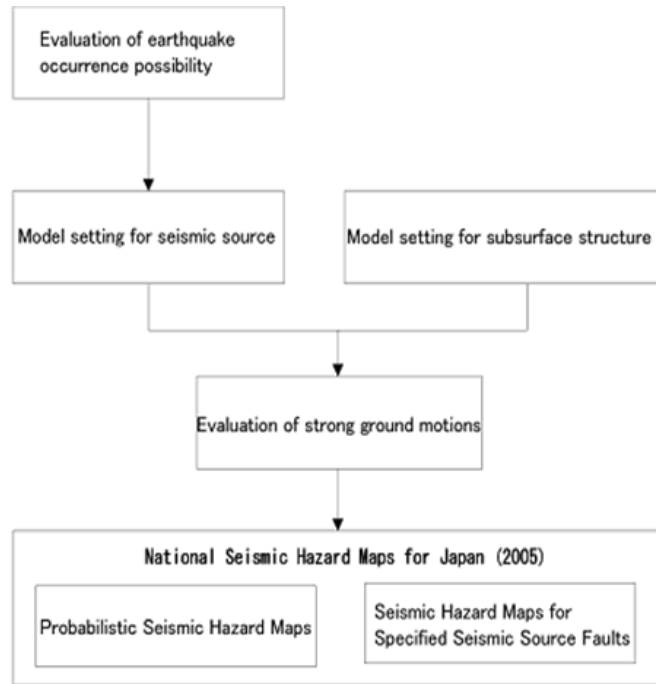 Evaluation of earthquake
occurrence possibility
Model setting for seismic source
Model setting for subsurface structure
Evaluation of strong ground motions
National Seismic Hazard Maps for Japan (2005)
Probabilistic Seismic Hazard Maps
Seismic Hazard Maps for
Specified Seismic Source Faults